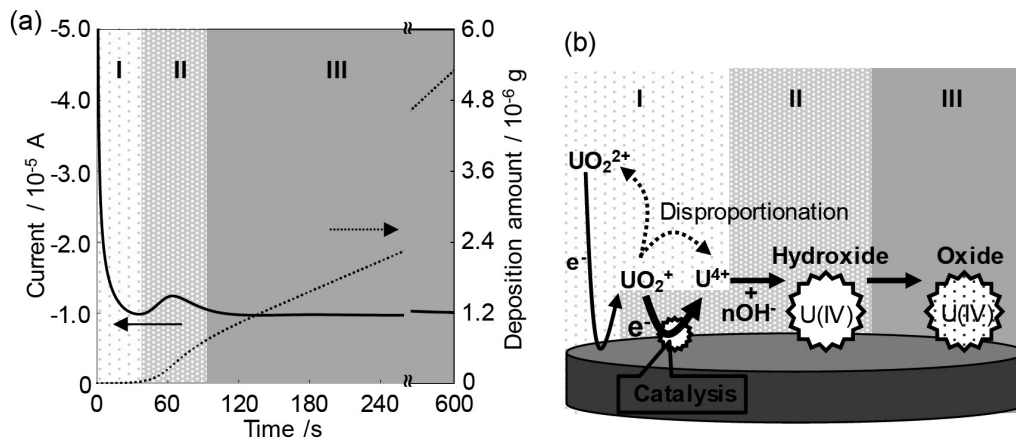 (a)
Current / 10⁻⁵ A
-5.0
-4.0
-3.0
-2.0
-1.0
0
I
II
III
6.0
4.8
3.6
2.4
1.2
0
Deposition amount / 10⁻⁶ g
0
60
120
180
240
600
Time /s
(b)
I
II
III
UO₂²⁺
Disproportionation
Hydroxide
Oxide
e⁻
UO₂⁺
U⁴⁺
+
nOH⁻
U(IV)
U(IV)
e⁻
Catalysis